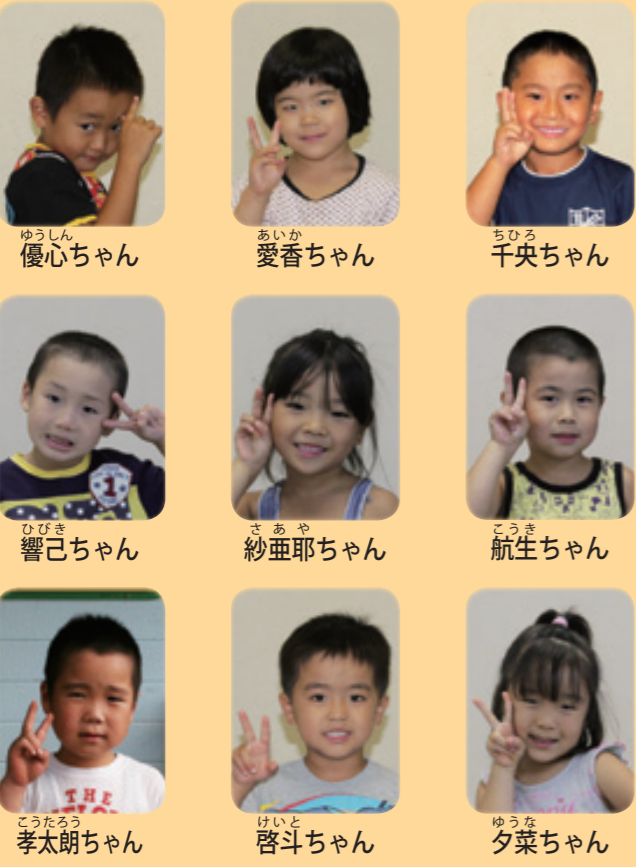 ゆうしん
優心ちゃん
あいか
愛香ちゃん
ちひろ
千央ちゃん
1
ひびき
響己ちゃん
さあや
紗亜耶ちゃん
こうき
航生ちゃん
THE
こうたろう
孝太朗ちゃん
けいと
啓斗ちゃん
ゆうな
夕菜ちゃん